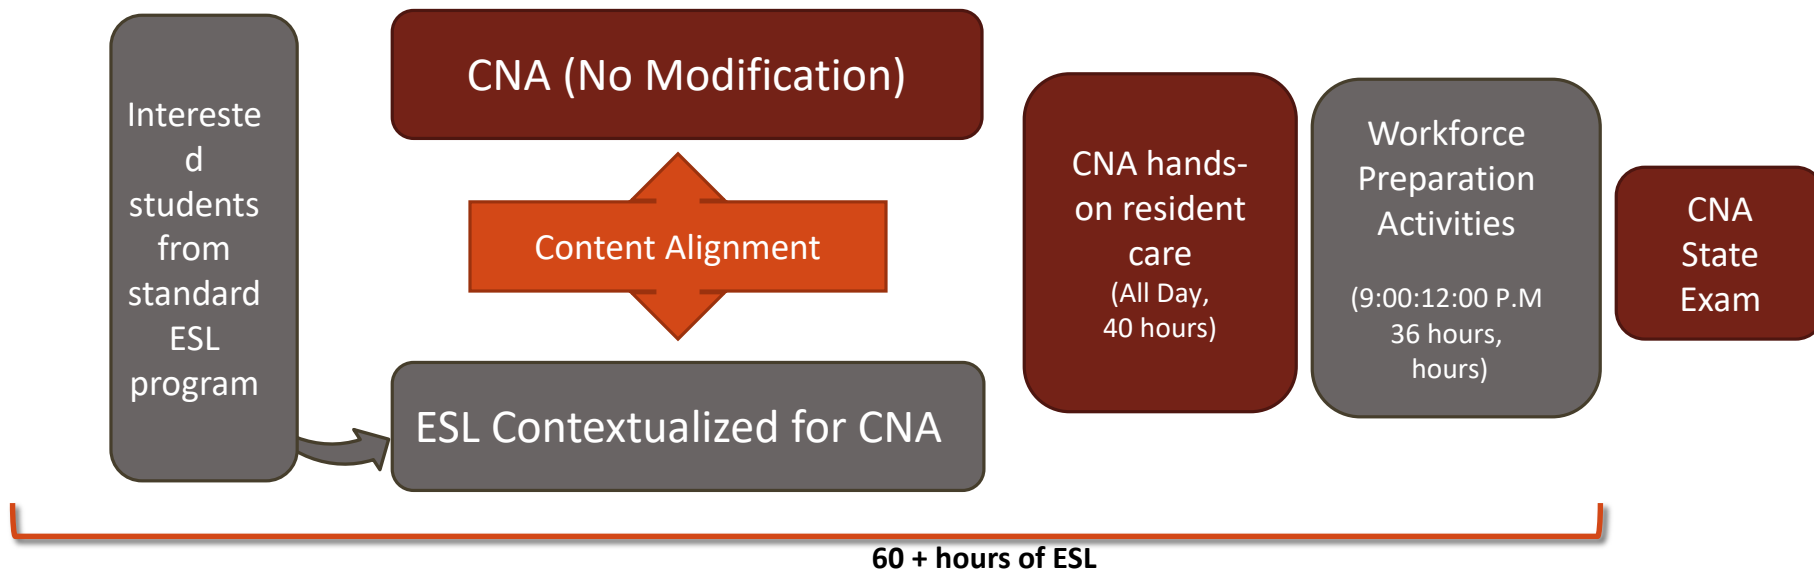 Intereste
d
students
from
standard
ESL
program
CNA (No Modification)
Content Alignment
ESL Contextualized for CNA
CNA hands-
on resident
care
(All Day,
40 hours)
Workforce
Preparation
Activities
(9:00:12:00 P.M
36 hours,
hours)
CNA
State
Exam
60 + hours of ESL